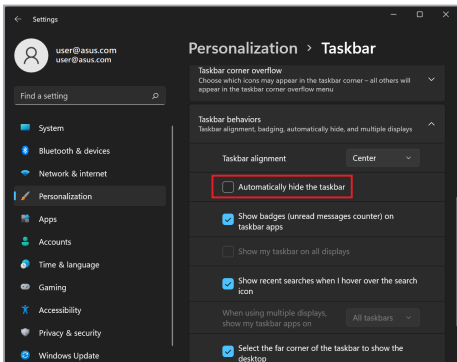 Settings
user@asus.com
user@asus.com
Find a setting
System
Bluetooth & devices
Network & internet
Personalization
Apps
Accounts
Time & language
Gaming
Accessibility
Privacy & security
Windows Update
Personalization › Taskbar
Taskbar corner overflow
Choose which icons may appear in the taskbar corner – all others will
appear in the taskbar corner overflow menu
Taskbar behaviors
Taskbar alignment, badging, automatically hide, and multiple displays
Taskbar alignment
Center
Automatically hide the taskbar
Show badges (unread messages counter) on
taskbar apps
Show my taskbar on all displays
Show recent searches when I hover over the search
icon
When using multiple displays,
show my taskbar apps on
All taskbars
Select the far corner of the taskbar to show the
desktop